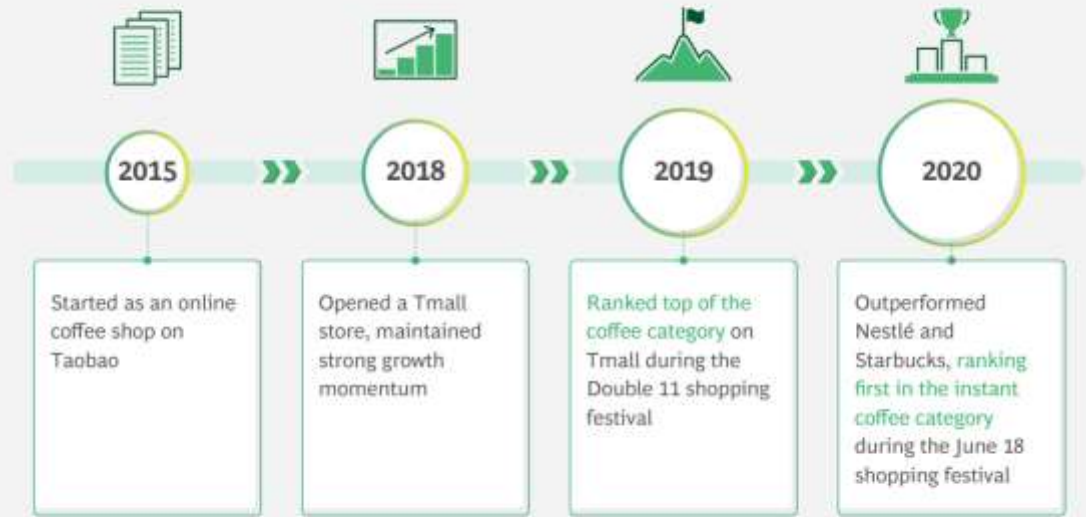 2015
2018
2019
2020
Started as an online
coffee shop on
Taobao
Opened a Tmall
store, maintained
strong growth
momentum
Ranked top of the
coffee category on
Tmall during the
Double 11 shopping
festival
Outperformed
Nestlé and
Starbucks, ranking
first in the instant
coffee category
during the June 18
shopping festival